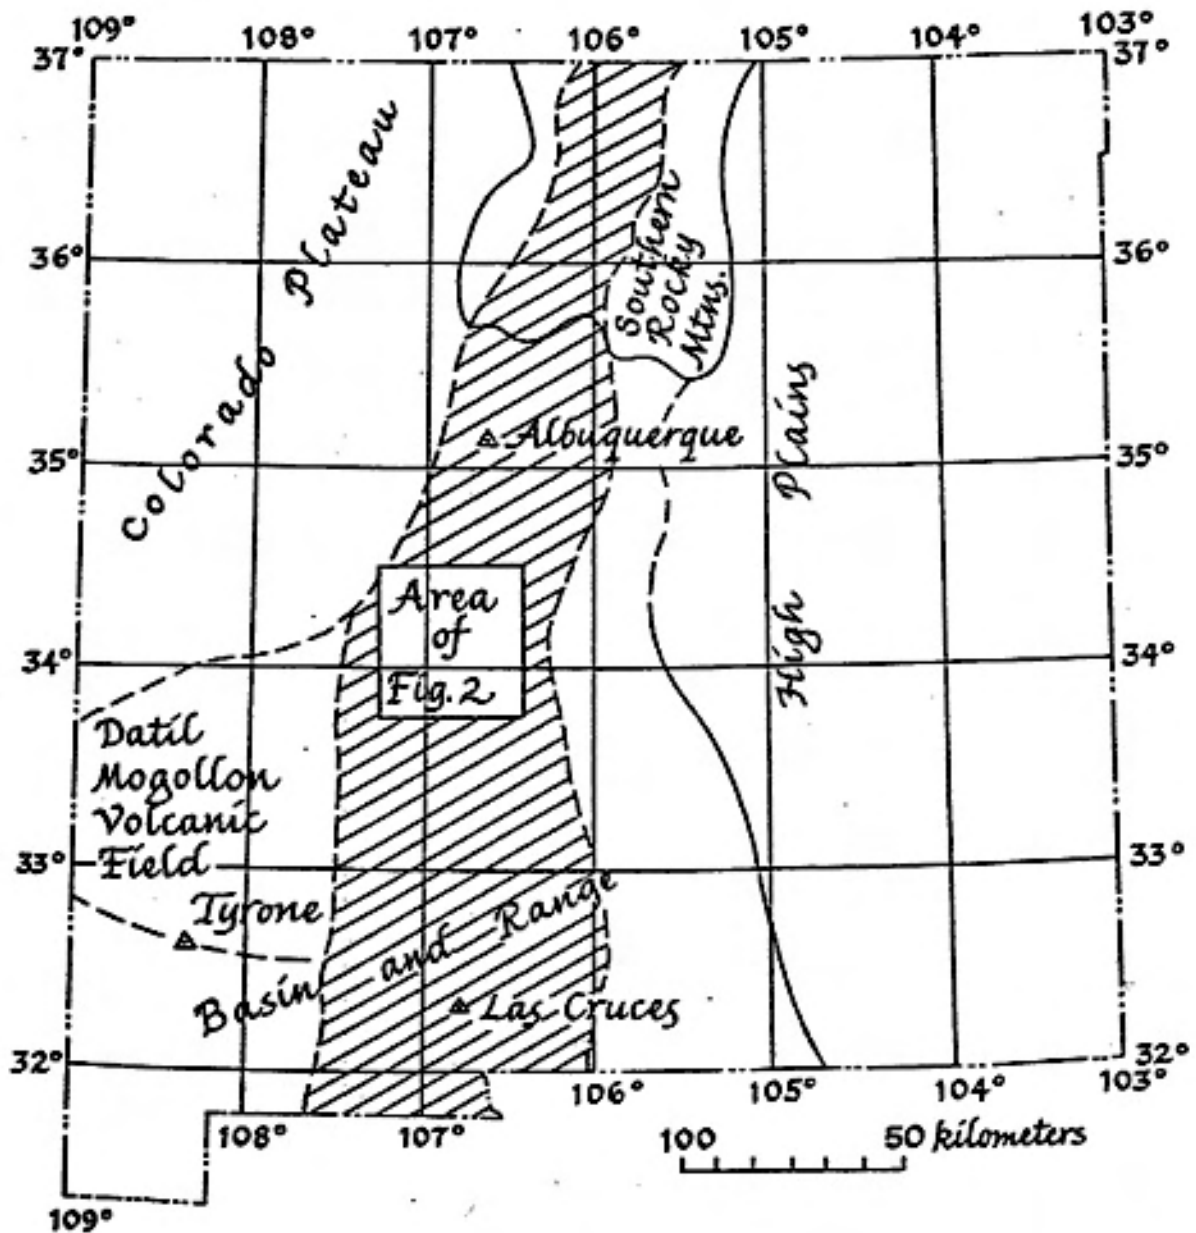 109° 108° 107° 106° 105° 104° 103°
37° 37°
Colorado Plateau
Southern
Rocky
Mtns.
36° 36°
High Plains
Albuquerque
35° 35°
Area
of
Fig. 2
34° 34°
Datil
Mogollon
Volcanic
Field
33° 33°
Tyrone
Basin and Range
Las Cruces
32° 32°
106° 105° 104° 103°
108° 107°
100 50 kilometers
109°